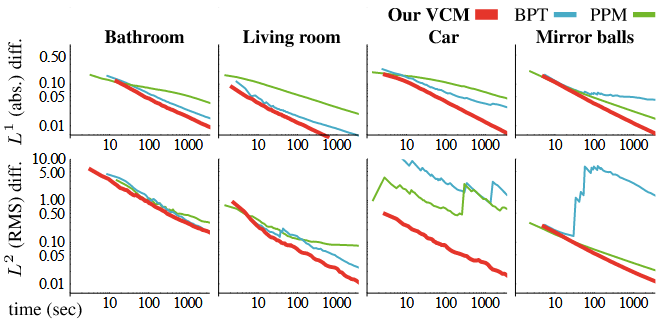 Our VCM BPT PPM
Bathroom Living room Car Mirror balls
L¹ (abs.) diff.
0.50
0.10
0.05
0.01
10 100 1000 10 100 1000 10 100 1000 10 100 1000
L² (RMS) diff.
10.00
5.00
1.00
0.50
0.10
0.05
0.01
10 100 1000 10 100 1000 10 100 1000 10 100 1000
time (sec)